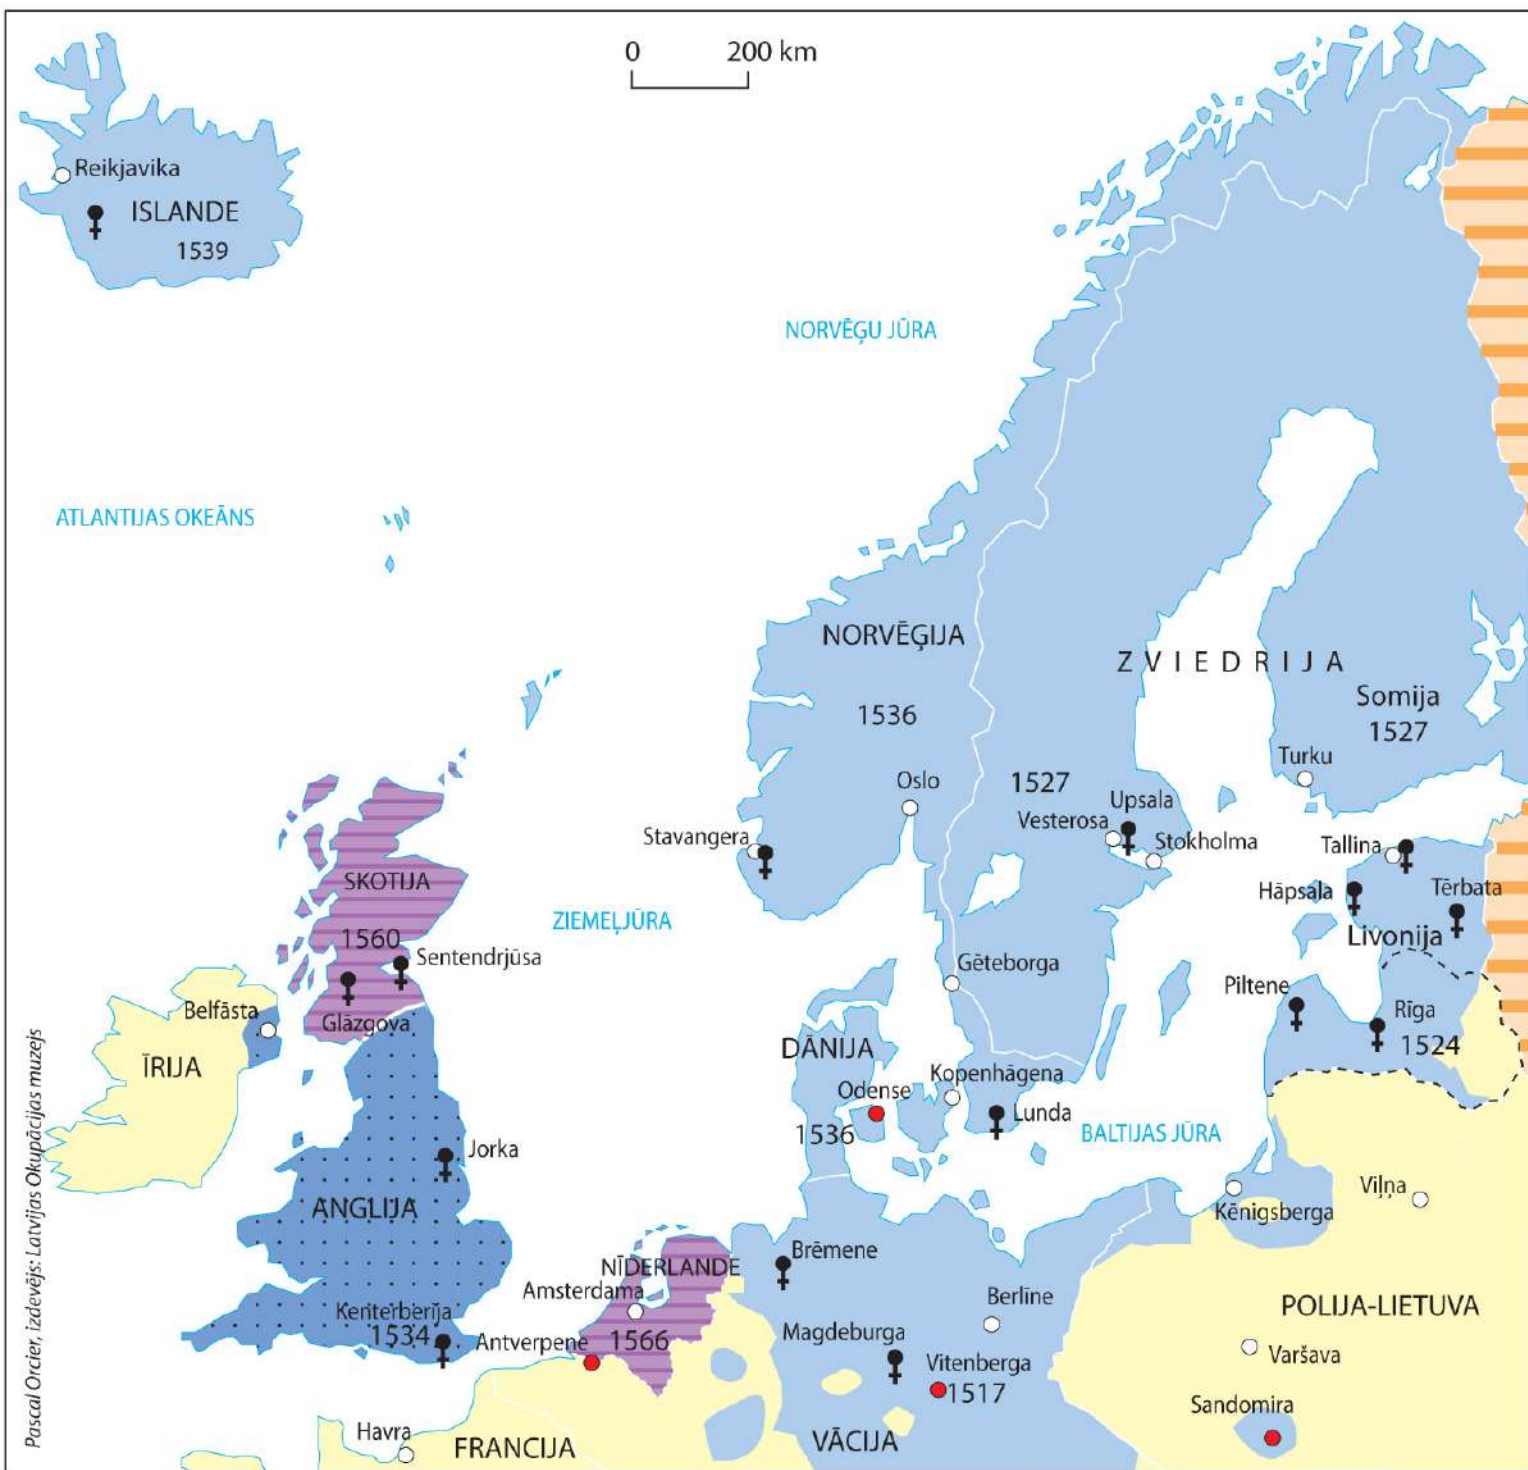 0 200 km
Reikjavika
ISLANDE
1539
NORVĒĢU JŪRA
ATLANTIJAS OKEĀNS
NORVĒĢIJA
1536
ZVIEDRIJA
Somija
1527
Turku
Oslo
1527
Upsala
Vesterosa
Stokholma
Stavangera
Tallina
Hāpsala
Tērbata
Livonija
SKOTIJA
1560
Sentendrjūsa
Glāzgova
ZIEMEĻJŪRA
Gēteborga
Piltene
Rīga
1524
Belfāsta
ĪRIJA
DĀNIJA
Kopenhāgena
Odense
1536
Lunda
BALTIJAS JŪRA
Jorka
ANGLIJA
Kēnigsberga
Viļņa
NĪDERLANDE
Amsterdama
Brēmene
Berlīne
POLIJA-LIETUVA
Kenterberija
1534
Antverpene
1566
Magdeburga
Vitenberga
1517
Varšava
Sandomira
Havra
FRANCIJA
VĀCIJA
Pascal Orcier, izdevējs: Latvijas Okupācijas muzejs